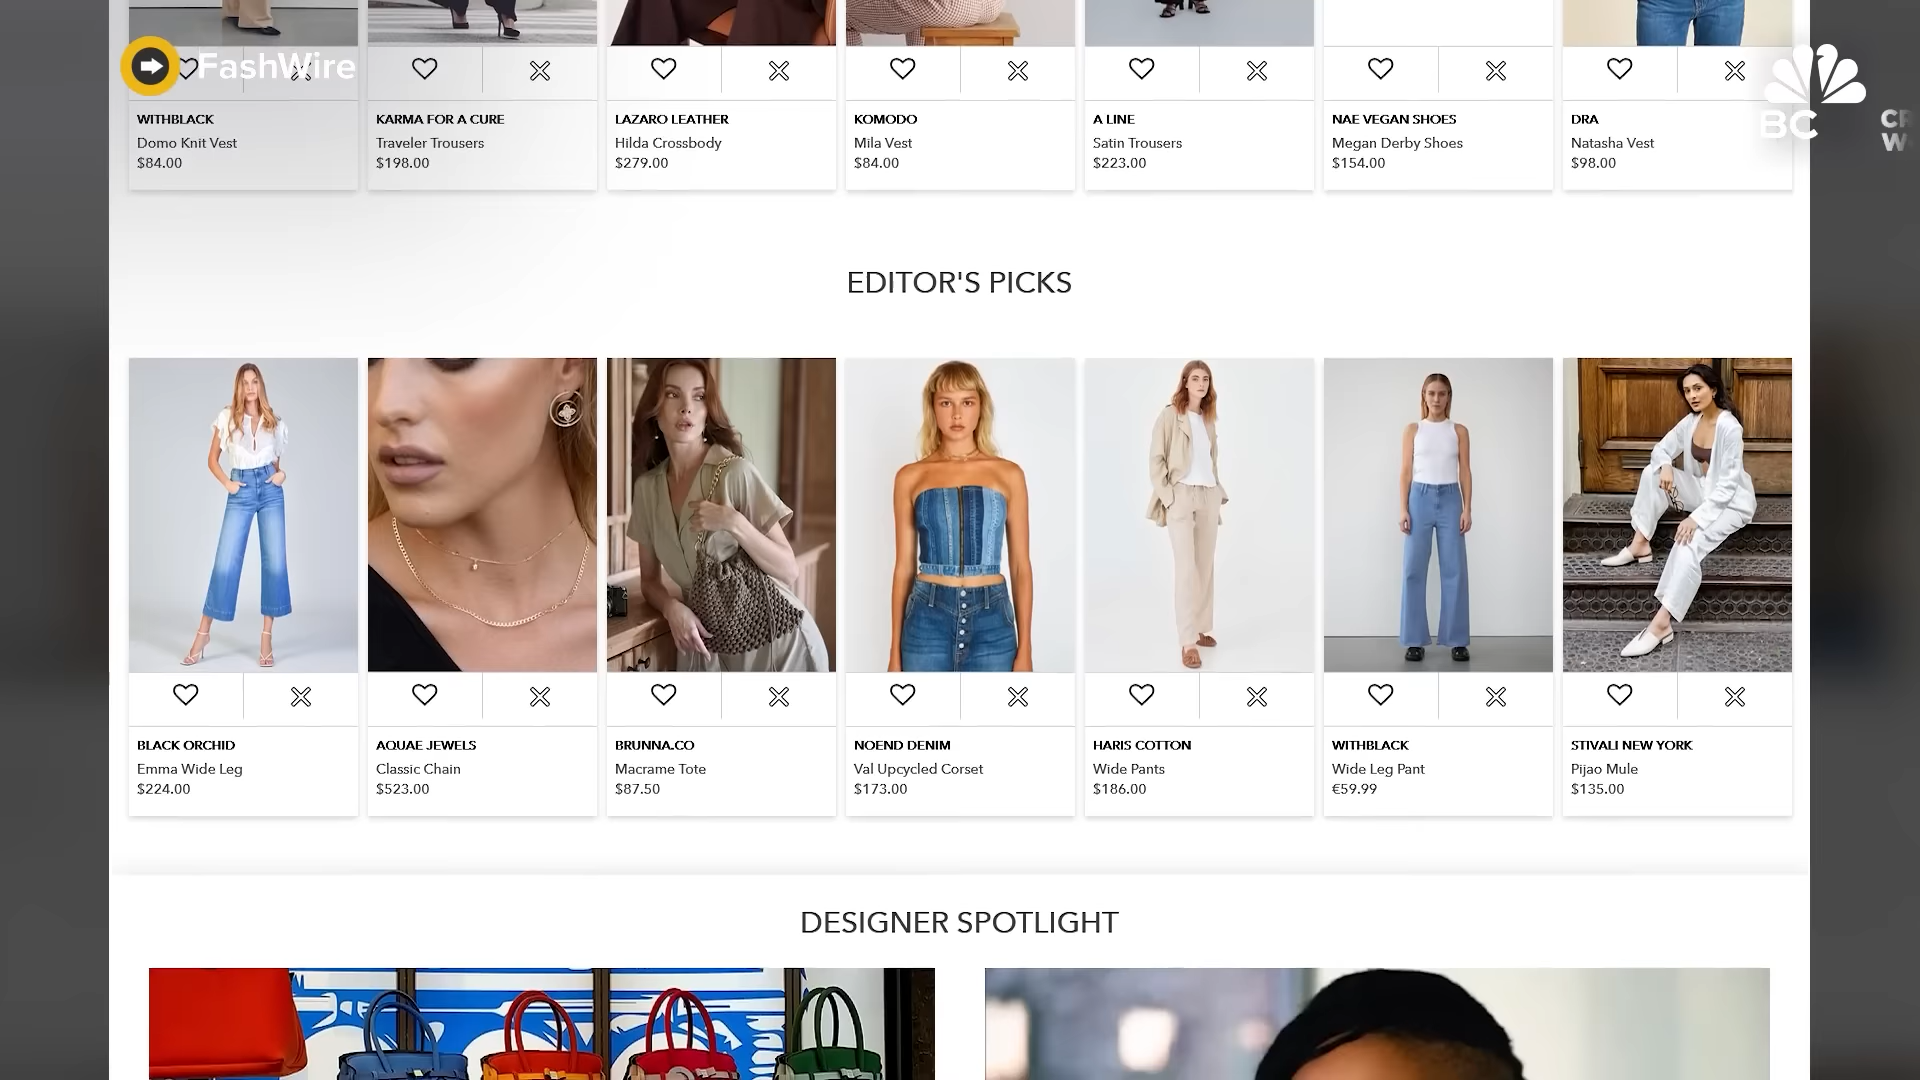 FashWire
BC
CR
W
WITHBLACK
Domo Knit Vest
$84.00
KARMA FOR A CURE
Traveler Trousers
$198.00
LAZARO LEATHER
Hilda Crossbody
$279.00
KOMODO
Mila Vest
$84.00
A LINE
Satin Trousers
$223.00
NAE VEGAN SHOES
Megan Derby Shoes
$154.00
DRA
Natasha Vest
$98.00
EDITOR'S PICKS
BLACK ORCHID
Emma Wide Leg
$224.00
AQUAE JEWELS
Classic Chain
$523.00
BRUNNA.CO
Macrame Tote
$87.50
NOEND DENIM
Val Upcycled Corset
$173.00
HARIS COTTON
Wide Pants
$186.00
WITHBLACK
Wide Leg Pant
€59.99
STIVALI NEW YORK
Pijao Mule
$135.00
DESIGNER SPOTLIGHT